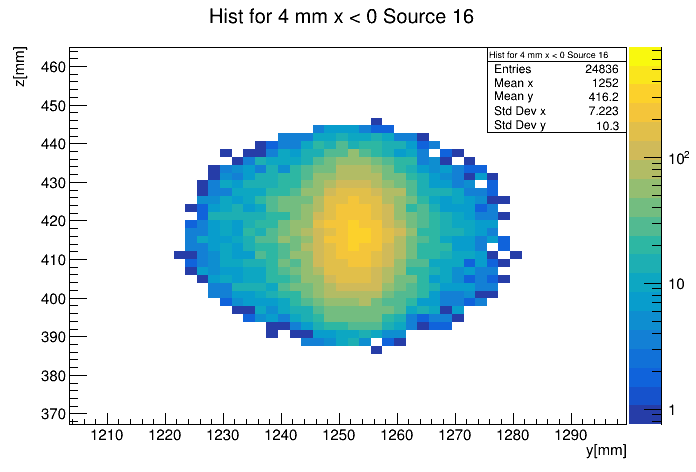 Hist for 4 mm x < 0 Source 16
z[mm]
Hist for 4 mm x < 0 Source 16
Entries 24836
Mean x 1252
Mean y 416.2
Std Dev x 7.223
Std Dev y 10.3
460
450
440
430
420
410
400
390
380
370
10²
10
1
1210 1220 1230 1240 1250 1260 1270 1280 1290
y[mm]